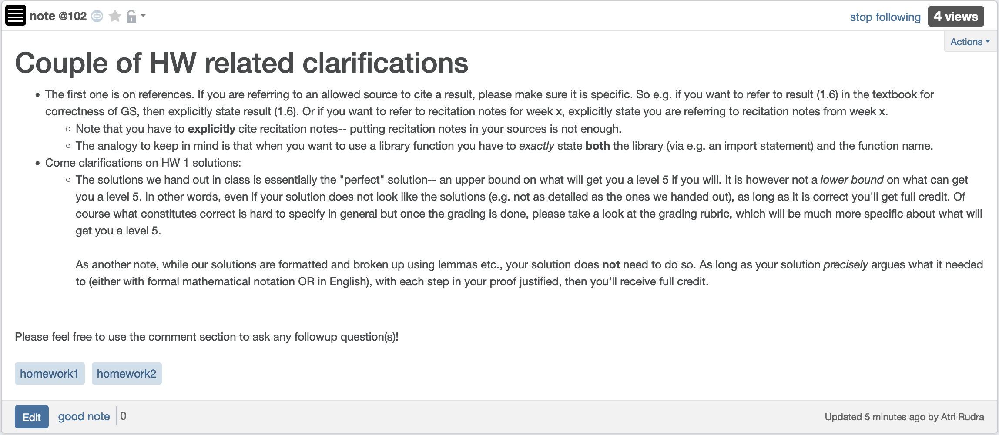 note @102
stop following
4 views
Actions
Couple of HW related clarifications
The first one is on references. If you are referring to an allowed source to cite a result, please make sure it is specific. So e.g. if you want to refer to result (1.6) in the textbook for
correctness of GS, then explicitly state result (1.6). Or if you want to refer to recitation notes for week x, explicitly state you are referring to recitation notes from week x.
Note that you have to explicitly cite recitation notes-- putting recitation notes in your sources is not enough.
The analogy to keep in mind is that when you want to use a library function you have to exactly state both the library (via e.g. an import statement) and the function name.
Come clarifications on HW 1 solutions:
The solutions we hand out in class is essentially the "perfect" solution-- an upper bound on what will get you a level 5 if you will. It is however not a lower bound on what can get
you a level 5. In other words, even if your solution does not look like the solutions (e.g. not as detailed as the ones we handed out), as long as it is correct you'll get full credit. Of
course what constitutes correct is hard to specify in general but once the grading is done, please take a look at the grading rubric, which will be much more specific about what will
get you a level 5.
As another note, while our solutions are formatted and broken up using lemmas etc., your solution does not need to do so. As long as your solution precisely argues what it needed
to (either with formal mathematical notation OR in English), with each step in your proof justified, then you'll receive full credit.
Please feel free to use the comment section to ask any followup question(s)!
homework1 homework2
Edit good note 0
Updated 5 minutes ago by Atri Rudra